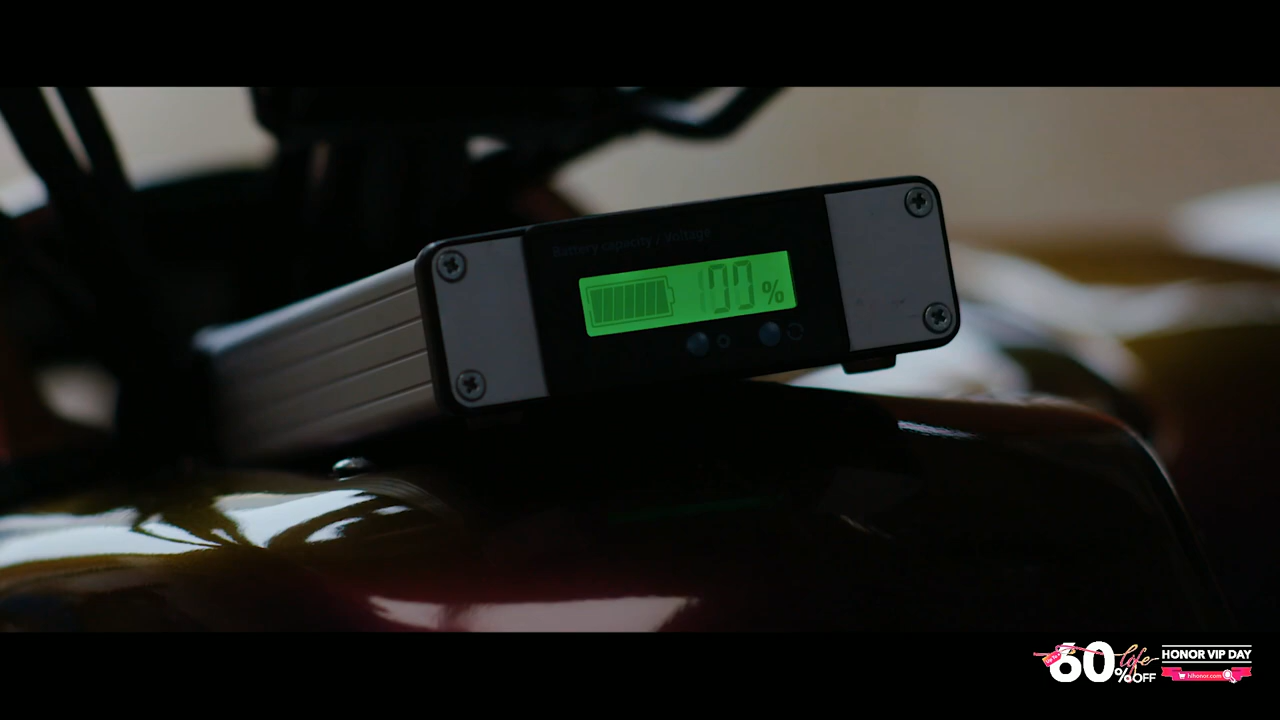 Battery capacity / Voltage
100 %
60 %OFF
life
HONOR VIP DAY
hihonor.com